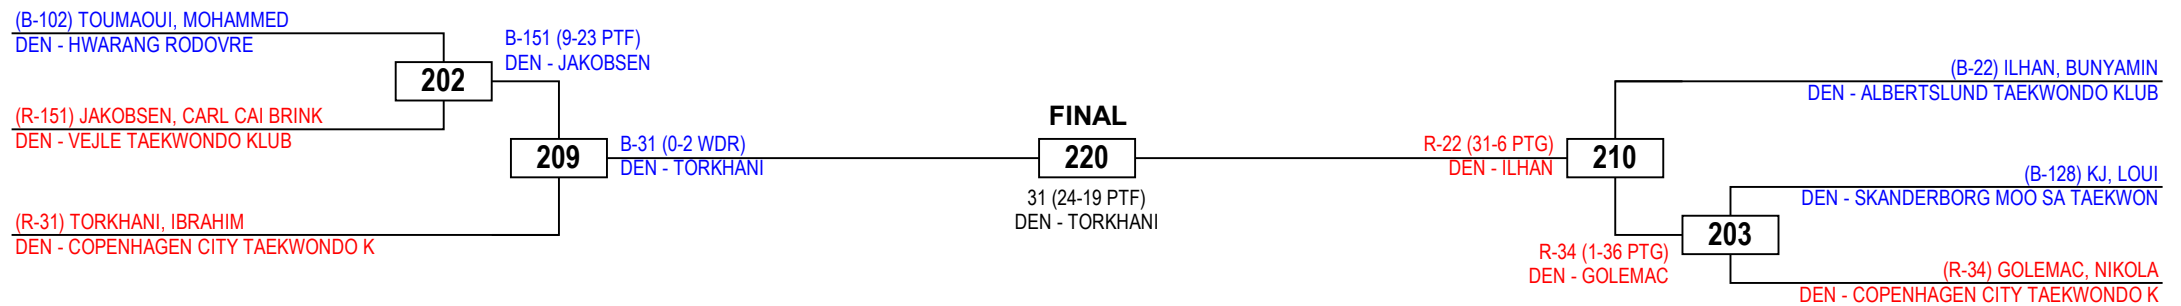 (B-102) TOUMAOUI, MOHAMMED
DEN - HWARANG RODOVRE
B-151 (9-23 PTF)
DEN - JAKOBSEN
202
(R-151) JAKOBSEN, CARL CAI BRINK
DEN - VEJLE TAEKWONDO KLUB
209
B-31 (0-2 WDR)
DEN - TORKHANI
(R-31) TORKHANI, IBRAHIM
DEN - COPENHAGEN CITY TAEKWONDO K
FINAL
220
31 (24-19 PTF)
DEN - TORKHANI
R-22 (31-6 PTG)
DEN - ILHAN
210
(B-22) ILHAN, BUNYAMIN
DEN - ALBERTSLUND TAEKWONDO KLUB
(B-128) KJ, LOUI
DEN - SKANDERBORG MOO SA TAEKWON
203
R-34 (1-36 PTG)
DEN - GOLEMAC
(R-34) GOLEMAC, NIKOLA
DEN - COPENHAGEN CITY TAEKWONDO K